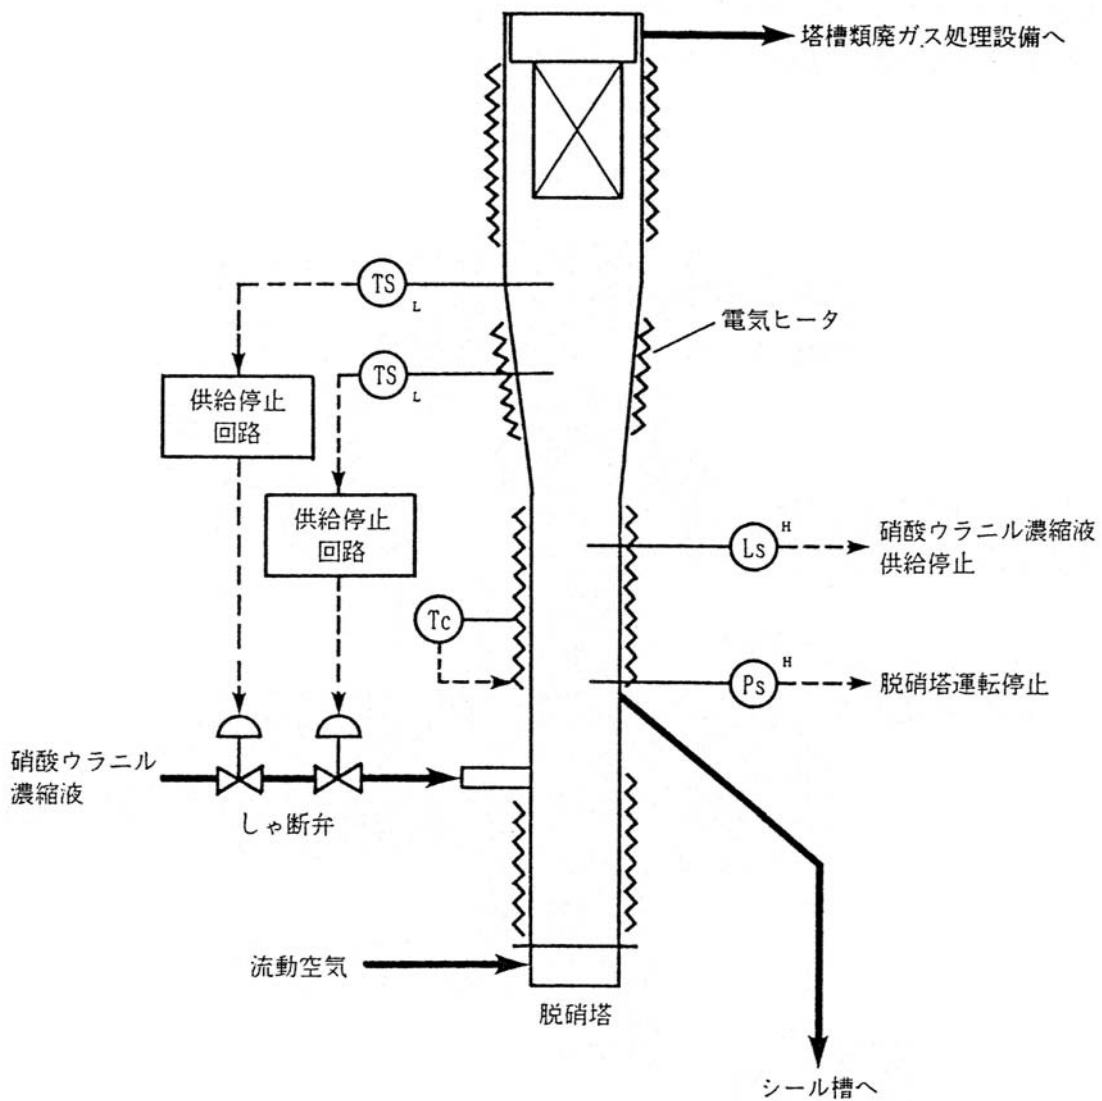 塔槽類廃ガス処理設備へ
TS
L
電気ヒータ
TS
L
供給停止
回路
供給停止
回路
Ls
H
硝酸ウラニル濃縮液
供給停止
Tc
Ps
H
脱硝塔運転停止
硝酸ウラニル
濃縮液
しゃ断弁
流動空気
脱硝塔
シール槽へ